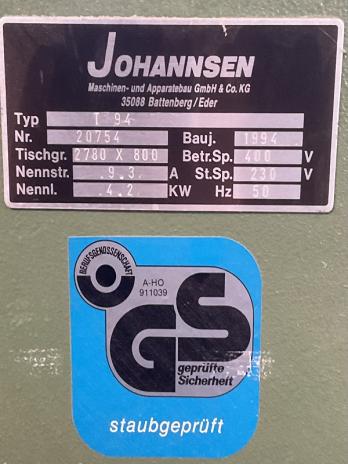 JOHANNSEN
Maschinen- und Apparatebau GmbH & Co. KG
35088 Battenberg/Eder
Typ T 94
Nr. 20754 Bauj. 1994
Tischgr. 2780 X 800 Betr.Sp. 400 V
Nennstr. .9.3. A St.Sp. 230 V
Nennl. .4.2. KW Hz 50
BERUFSGENOSSENSCHAFT
A-HO
911039
GS
geprüfte
Sicherheit
staubgeprüft